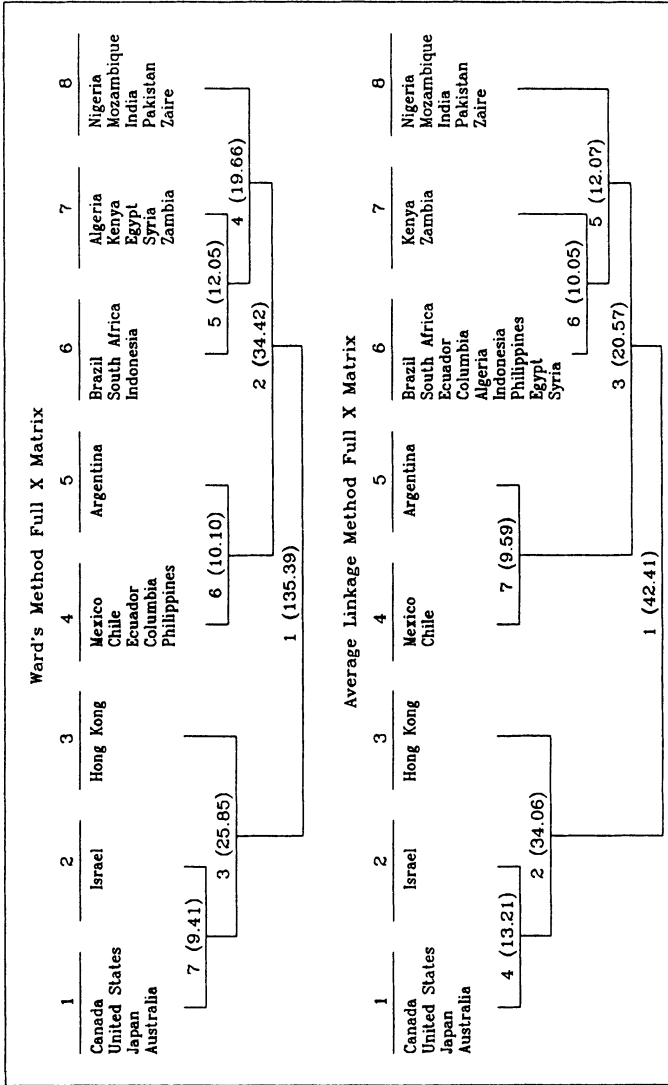 Ward's Method Full X Matrix
1
Canada
United States
Japan
Australia
2
Israel
3
Hong Kong
4
Mexico
Chile
Ecuador
Columbia
Philippines
5
Argentina
6
Brazil
South Africa
Indonesia
7
Algeria
Kenya
Egypt
Syria
Zambia
8
Nigeria
Mozambique
India
Pakistan
Zaire
7 (9.41)
3 (25.85)
6 (10.10)
5 (12.05)
4 (19.66)
2 (34.42)
1 (135.39)
Average Linkage Method Full X Matrix
1
Canada
United States
Japan
Australia
2
Israel
3
Hong Kong
4
Mexico
Chile
5
Argentina
6
Brazil
South Africa
Ecuador
Columbia
Algeria
Indonesia
Philippines
Egypt
Syria
7
Kenya
Zambia
8
Nigeria
Mozambique
India
Pakistan
Zaire
4 (13.21)
2 (34.06)
7 (9.59)
6 (10.05)
5 (12.07)
3 (20.57)
1 (42.41)